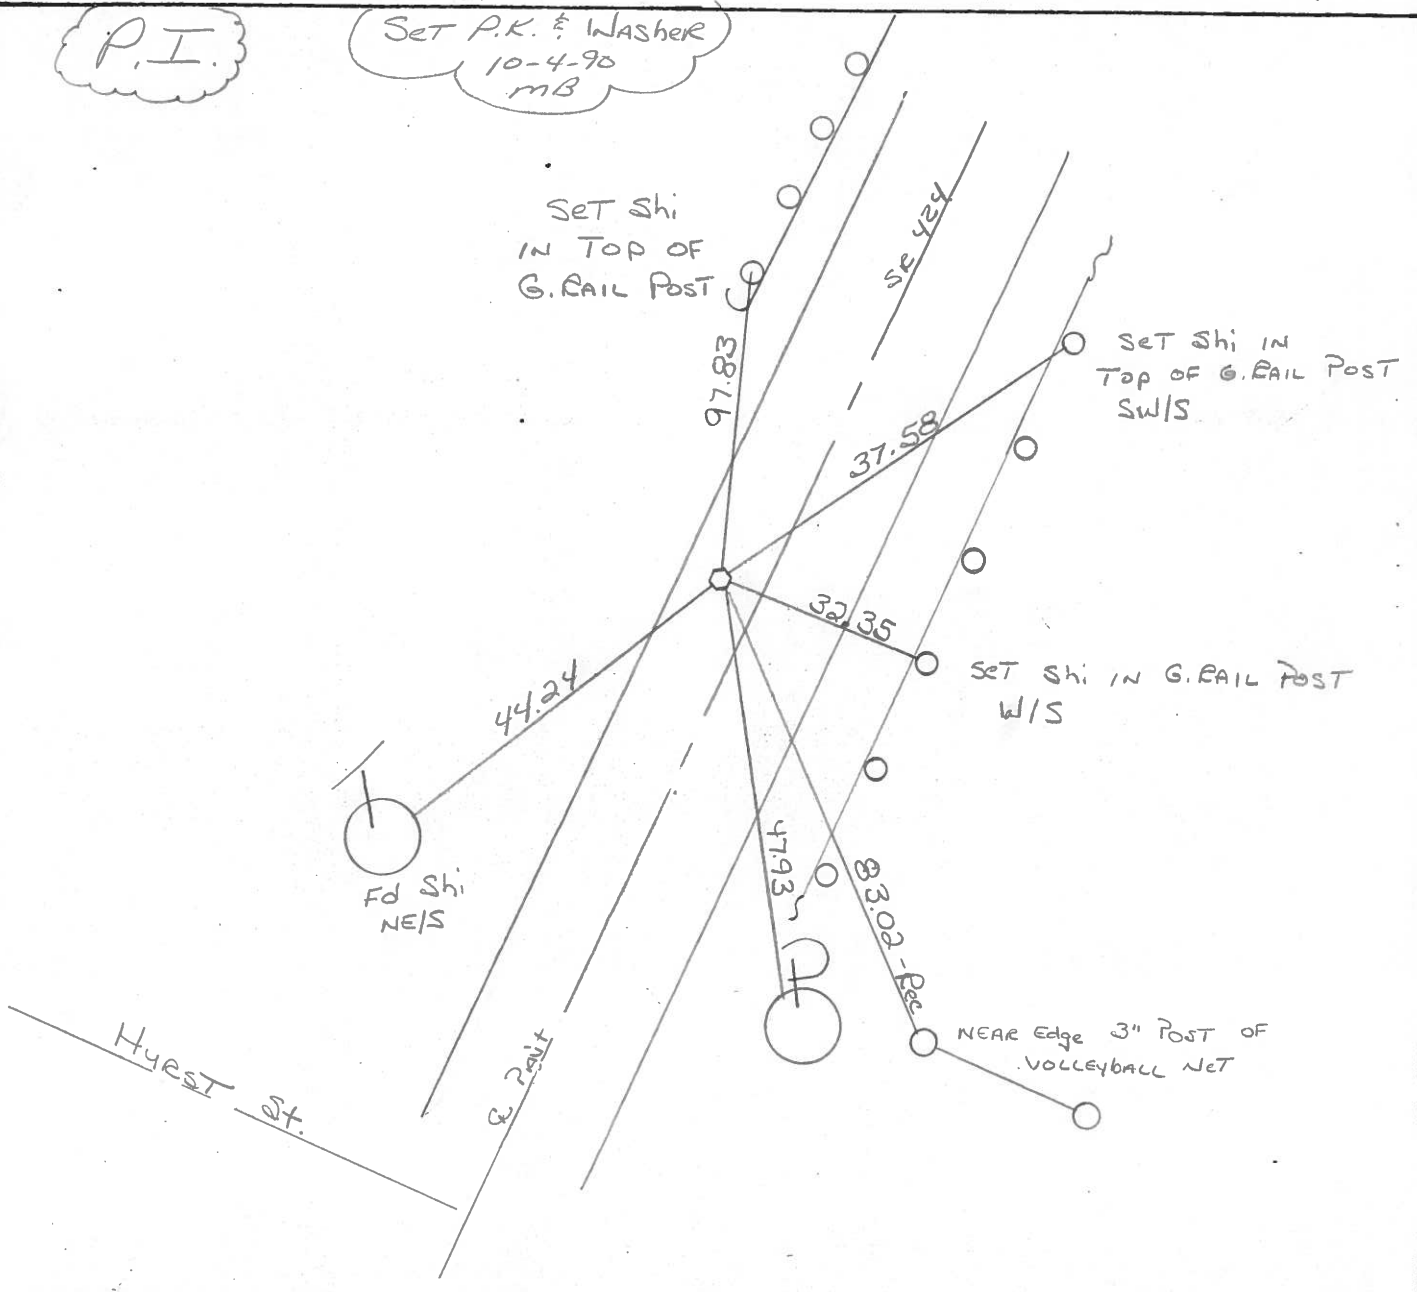 P.I.
SET P.K. & WASHER
10-4-90
MB
SET Shi
IN TOP OF
G.RAIL POST
SR 424
97.83
SET Shi IN
TOP OF G.RAIL POST
SW/S
37.58
32.35
SET Shi IN G.RAIL POST
W/S
44.24
Fd Shi
NE/S
47.93
83.02-Rec
NEAR Edge 3" POST OF
VOLLEYBALL NET
℄ Paint
HURST St.